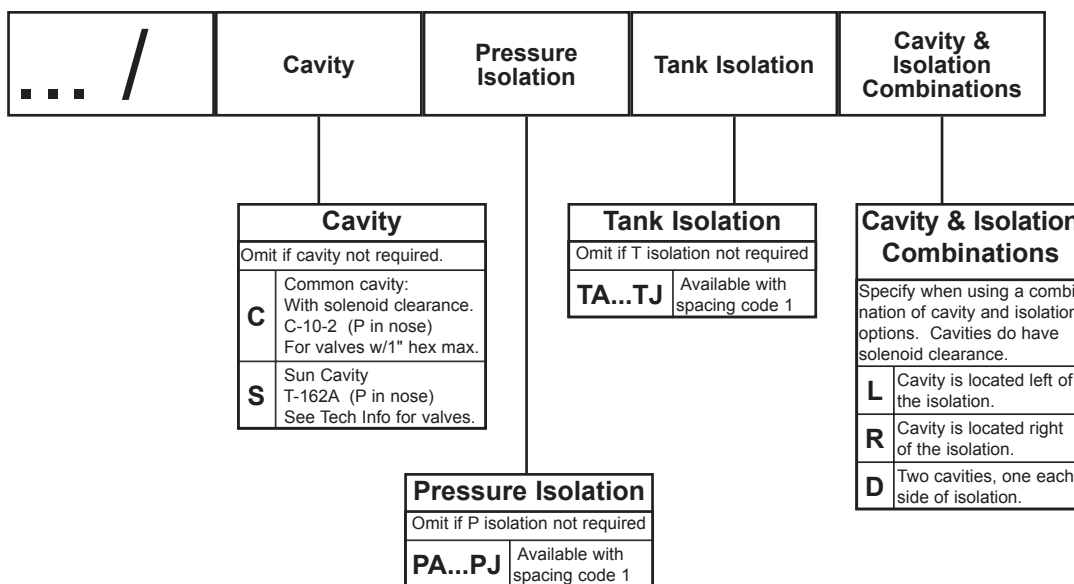 ... /
Cavity
Pressure
Isolation
Tank Isolation
Cavity &
Isolation
Combinations
Cavity
Omit if cavity not required.
C
Common cavity:
With solenoid clearance.
C-10-2 (P in nose)
For valves w/1" hex max.
S
Sun Cavity
T-162A (P in nose)
See Tech Info for valves.
Pressure Isolation
Omit if P isolation not required
PA...PJ
Available with
spacing code 1
Tank Isolation
Omit if T isolation not required
TA...TJ
Available with
spacing code 1
Cavity & Isolation
Combinations
Specify when using a combi
nation of cavity and isolation
options. Cavities do have
solenoid clearance.
L
Cavity is located left of
the isolation.
R
Cavity is located right
of the isolation.
D
Two cavities, one each
side of isolation.